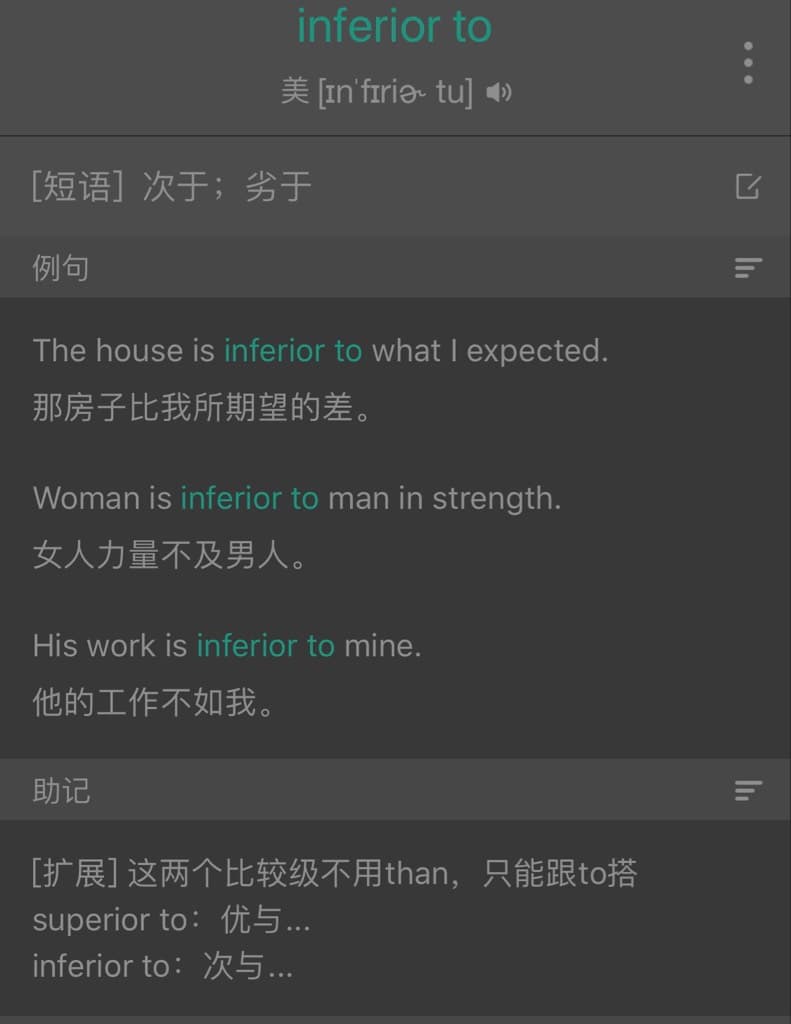 inferior to
美 [ɪnˈfɪriɚ tu]
[短语] 次于；劣于
例句
The house is inferior to what I expected.
那房子比我所期望的差。
Woman is inferior to man in strength.
女人力量不及男人。
His work is inferior to mine.
他的工作不如我。
助记
[扩展] 这两个比较级不用than，只能跟to搭
superior to：优与...
inferior to：次与...